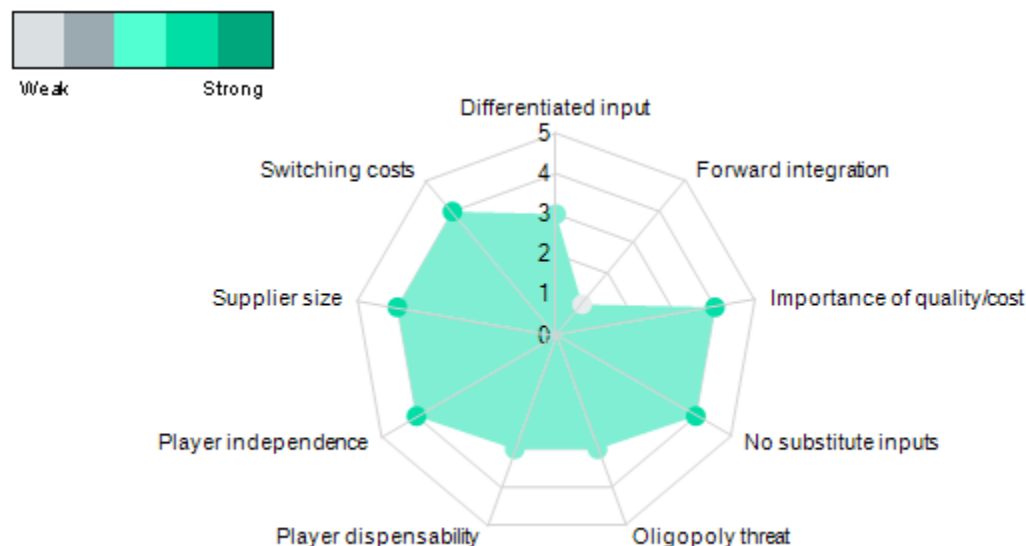 Weak Strong
Differentiated input
5
Switching costs Forward integration
4
3
2
Supplier size 1 Importance of quality/cost
0
Player independence No substitute inputs
Player dispensability Oligopoly threat